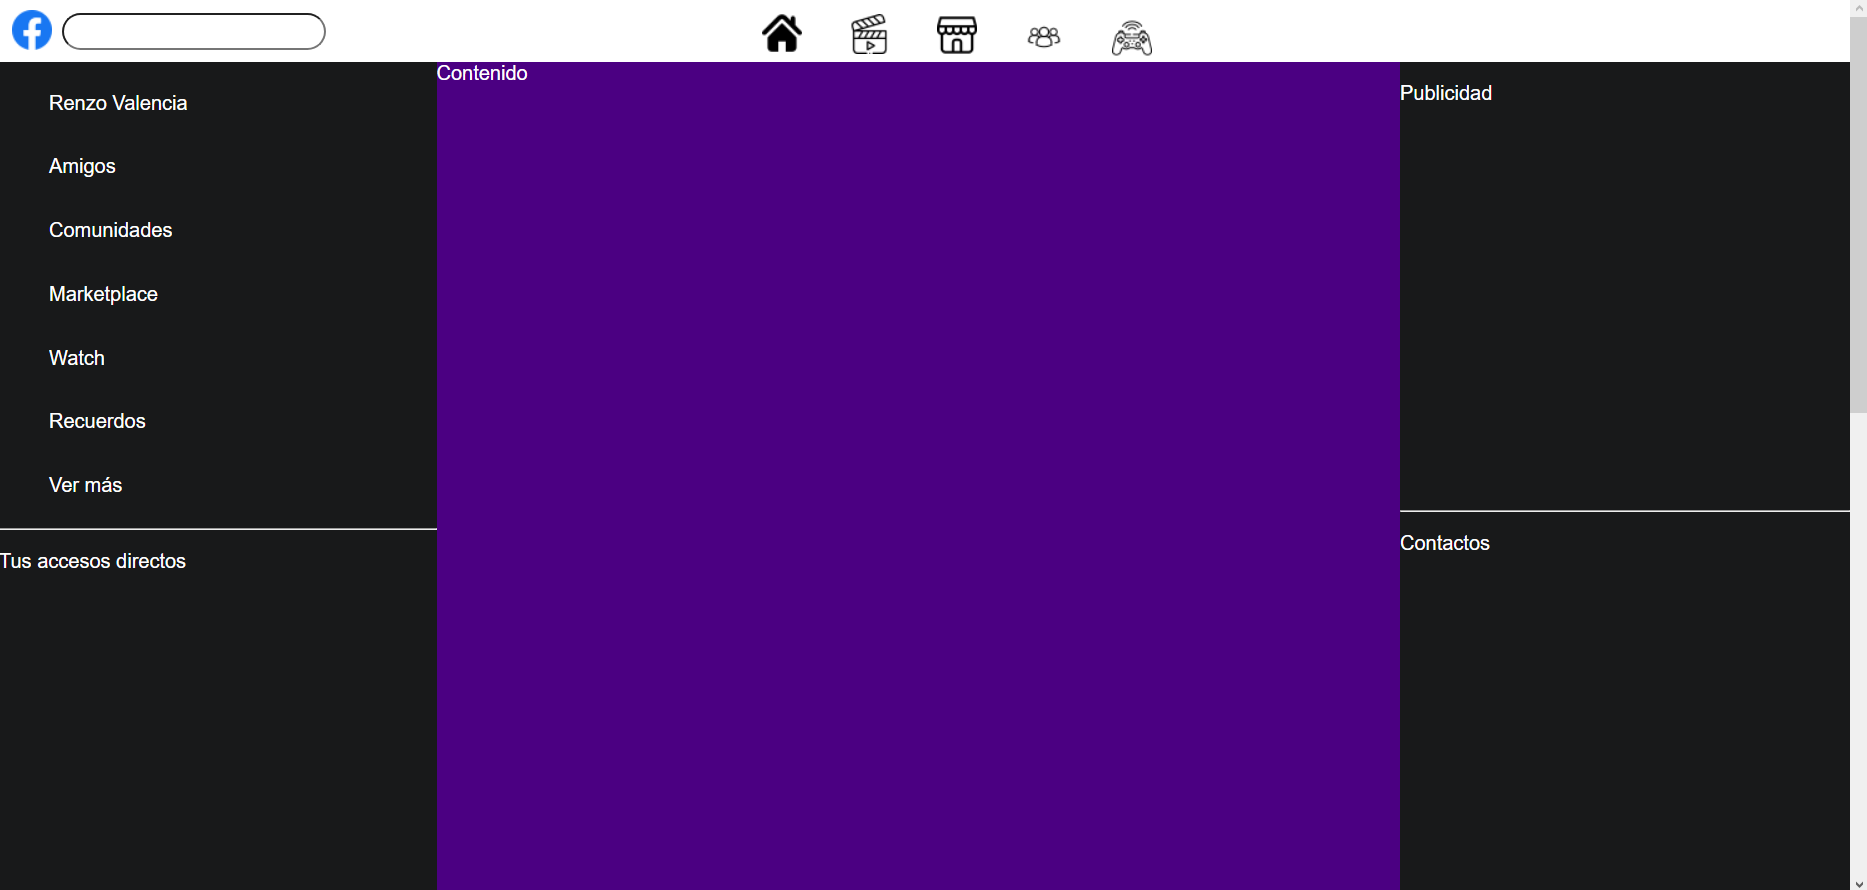 Renzo Valencia
Amigos
Comunidades
Marketplace
Watch
Recuerdos
Ver más
Tus accesos directos
Contenido
Publicidad
Contactos